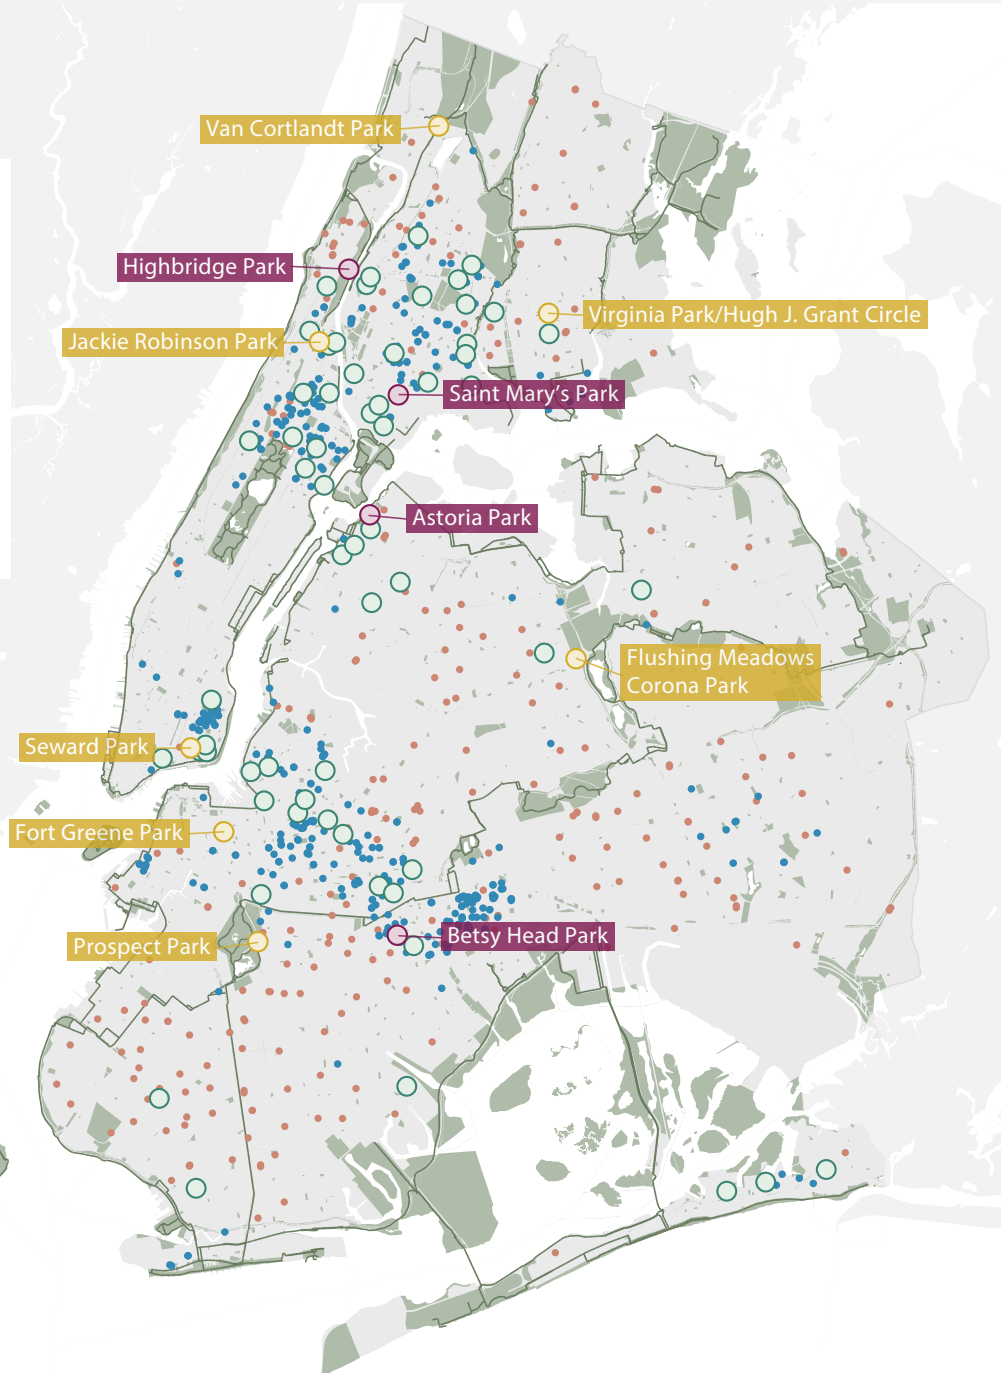 Van Cortlandt Park
Highbridge Park
Virginia Park/Hugh J. Grant Circle
Jackie Robinson Park
Saint Mary's Park
Astoria Park
Flushing Meadows
Corona Park
Seward Park
Fort Greene Park
Betsy Head Park
Prospect Park